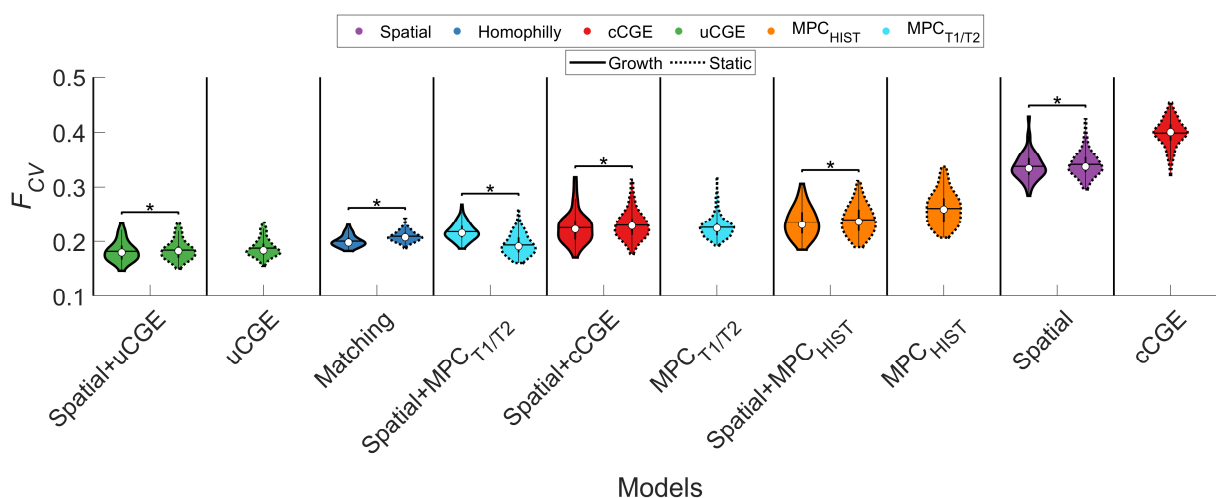 Spatial Homophilly cCGE uCGE MPC_HIST MPC_T1/T2
Growth Static
0.5
0.4
0.3
0.2
0.1
F_CV
* * * * * *
Spatial+uCGE
uCGE
Matching
Spatial+MPC_T1/T2
Spatial+cCGE
MPC_T1/T2
Spatial+MPC_HIST
MPC_HIST
Spatial
cCGE
Models